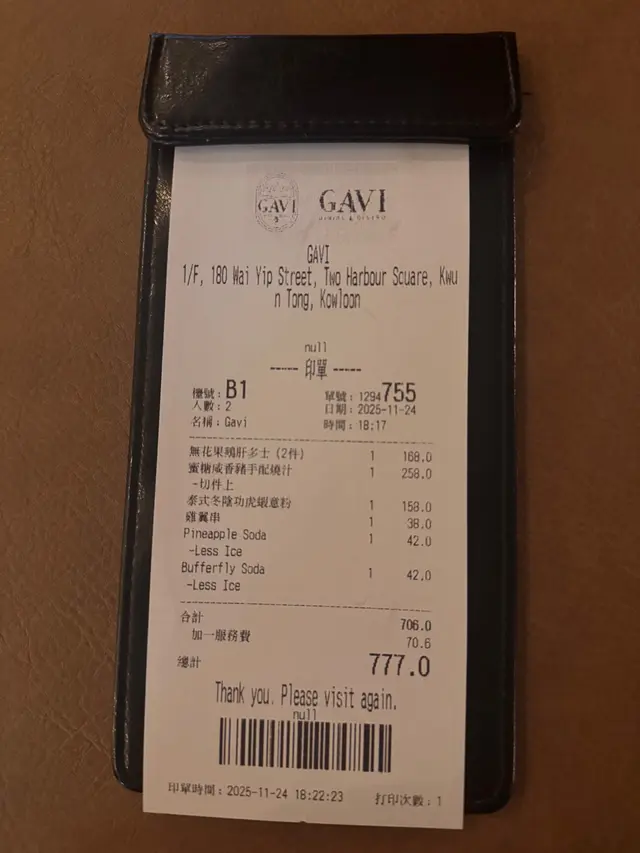 GAVI
GAVI
DINING & BISTRO
GAVI
1/F, 180 Wai Yip Street, Two Harbour Square, Kwu
n Tong, Kowloon
null
----- 印單 -----
檯號: B1 單號: 1294755
人數: 2 日期: 2025-11-24
名稱: Gavi 時間: 18:17
無花果鵝肝多士 (2件) 1 168.0
蜜糖咸香豬手配燒汁 1 258.0
-切件上
泰式冬陰功虎蝦意粉 1 158.0
雞翼串 1 38.0
Pineapple Soda 1 42.0
-Less Ice
Bufferfly Soda 1 42.0
-Less Ice
合計 706.0
加一服務費 70.6
總計 777.0
Thank you. Please visit again.
null
印單時間: 2025-11-24 18:22:23 打印次數: 1